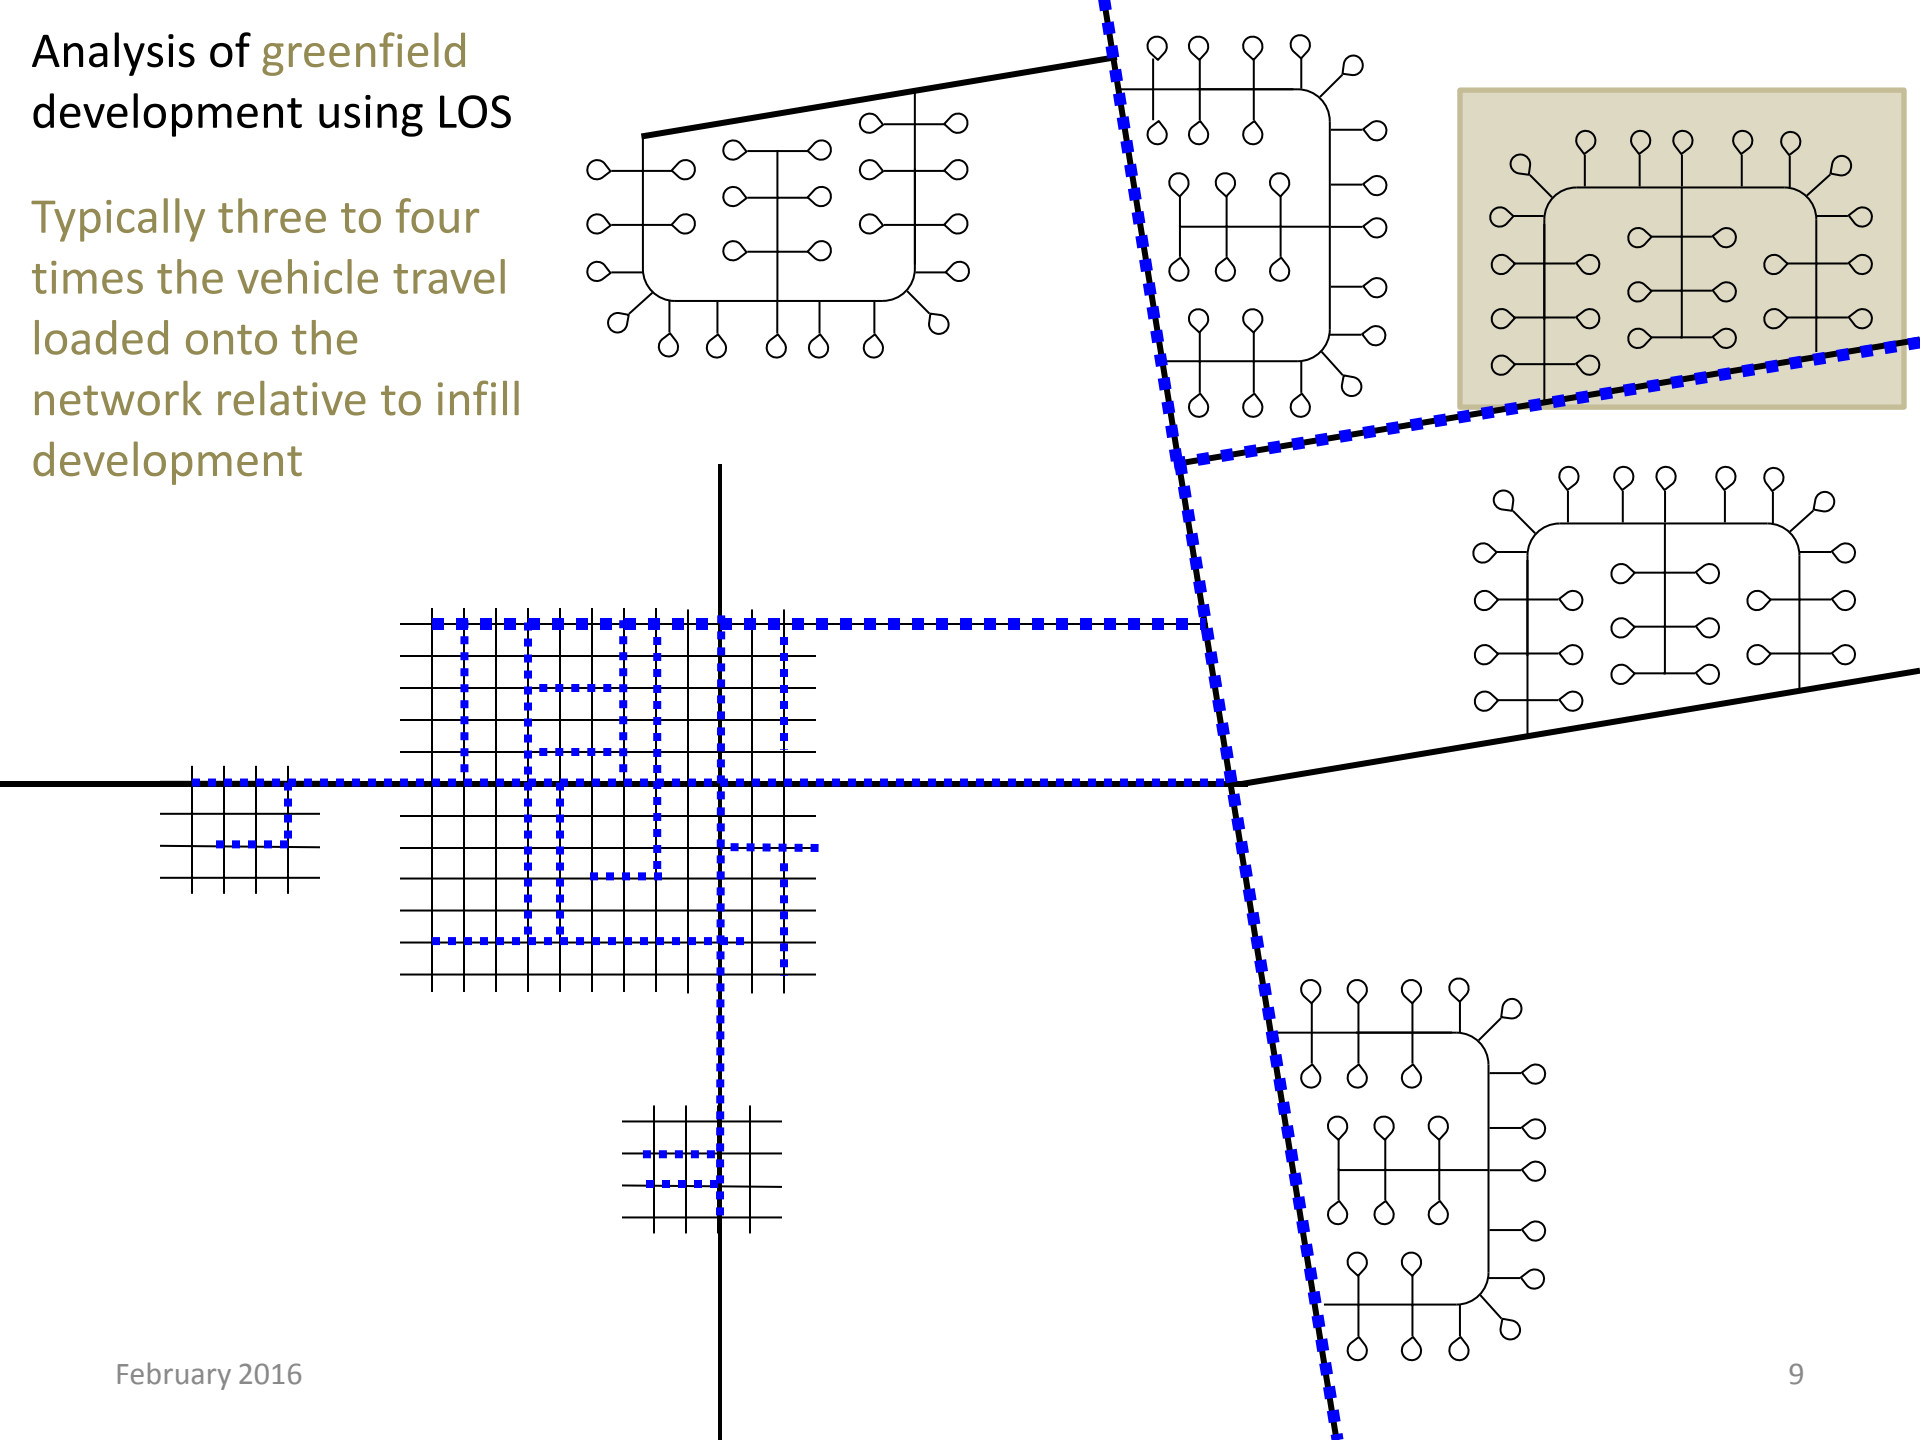 Analysis of greenfield
development using LOS
Typically three to four
times the vehicle travel
loaded onto the
network relative to infill
development
February 2016
9